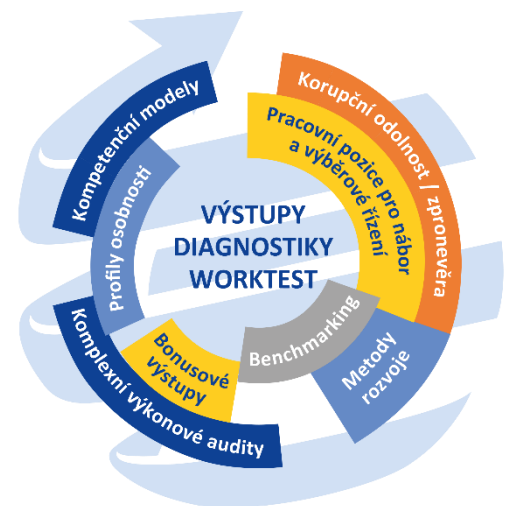 Korupční odolnost / zpronevěra
Kompetenční modely
Pracovní pozice pro nábor
a výběrové řízení
Profily osobnosti
VÝSTUPY
DIAGNOSTIKY
WORKTEST
Benchmarking
Metody
rozvoje
Bonusové
výstupy
Komplexní výkonové audity